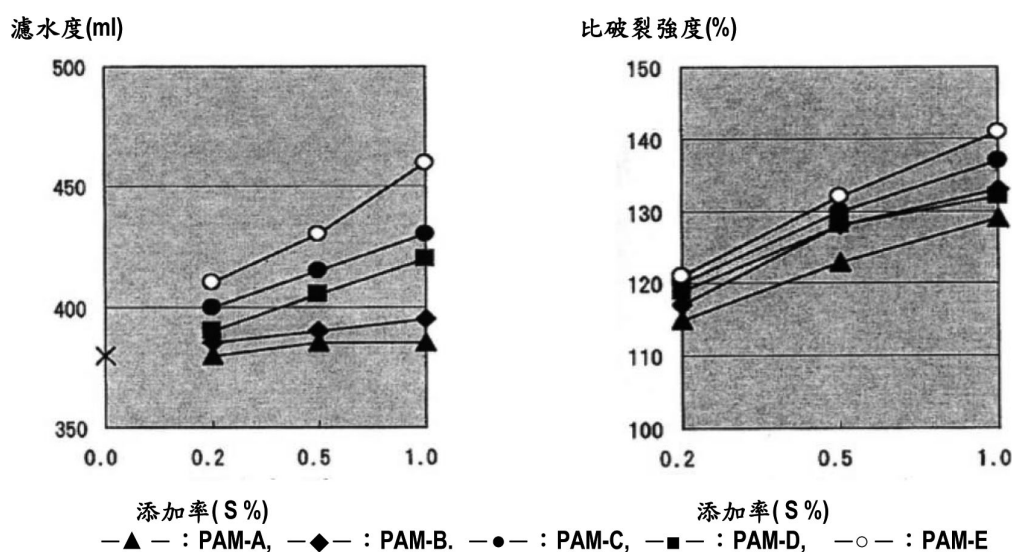 濾水度(ml)
500
450
400
350
0.0 0.2 0.5 1.0
添加率( S %)
比破裂強度(%)
150
140
130
120
110
100
0.2 0.5 1.0
添加率( S %)
—▲— : PAM-A, —◆— : PAM-B. —●— : PAM-C, —■— : PAM-D, —○— : PAM-E